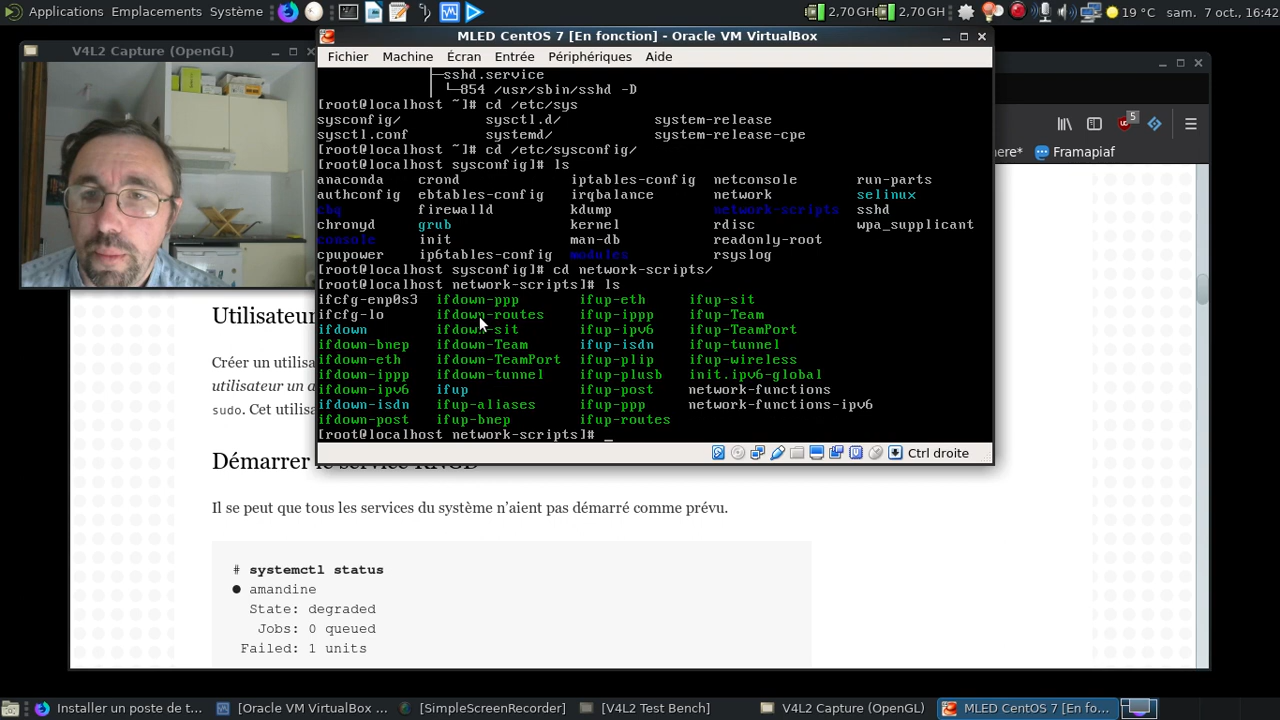 Applications Emplacements Système 2,70 GH 2,70 GH 19 °C sam. 7 oct., 16:42
V4L2 Capture (OpenGL)
MLED CentOS 7 [En fonction] - Oracle VM VirtualBox
Fichier Machine Écran Entrée Périphériques Aide
├─sshd.service
└─854 /usr/sbin/sshd -D
[root@localhost ~]# cd /etc/sys
sysconfig/ sysctl.d/ system-release
sysctl.conf systemd/ system-release-cpe
[root@localhost ~]# cd /etc/sysconfig/
[root@localhost sysconfig]# ls
anaconda crond iptables-config netconsole run-parts
authconfig ebtables-config irqbalance network selinux
cbq firewalld kdump network-scripts sshd
chronyd grub kernel rdisc wpa_supplicant
console init man-db readonly-root
cpupower ip6tables-config modules rsyslog
[root@localhost sysconfig]# cd network-scripts/
[root@localhost network-scripts]# ls
ifcfg-enp0s3 ifdown-ppp ifup-eth ifup-sit
ifcfg-lo ifdown-routes ifup-ippp ifup-Team
ifdown ifdown-sit ifup-ipv6 ifup-TeamPort
ifdown-bnep ifdown-Team ifup-isdn ifup-tunnel
ifdown-eth ifdown-TeamPort ifup-plip ifup-wireless
ifdown-ippp ifdown-tunnel ifup-plusb init.ipv6-global
ifdown-ipv6 ifup ifup-post network-functions
ifdown-isdn ifup-aliases ifup-ppp network-functions-ipv6
ifdown-post ifup-bnep ifup-routes
[root@localhost network-scripts]# _
Ctrl droite
5
here* Framapiaf
Utilisateur
Créer un utilisa
utilisateur un a
sudo. Cet utilisa
Démarrer le service RNGD
Il se peut que tous les services du système n’aient pas démarré comme prévu.
# systemctl status
● amandine
State: degraded
Jobs: 0 queued
Failed: 1 units
Installer un poste de t... [Oracle VM VirtualBox ... [SimpleScreenRecorder] [V4L2 Test Bench] V4L2 Capture (OpenGL) MLED CentOS 7 [En fo...